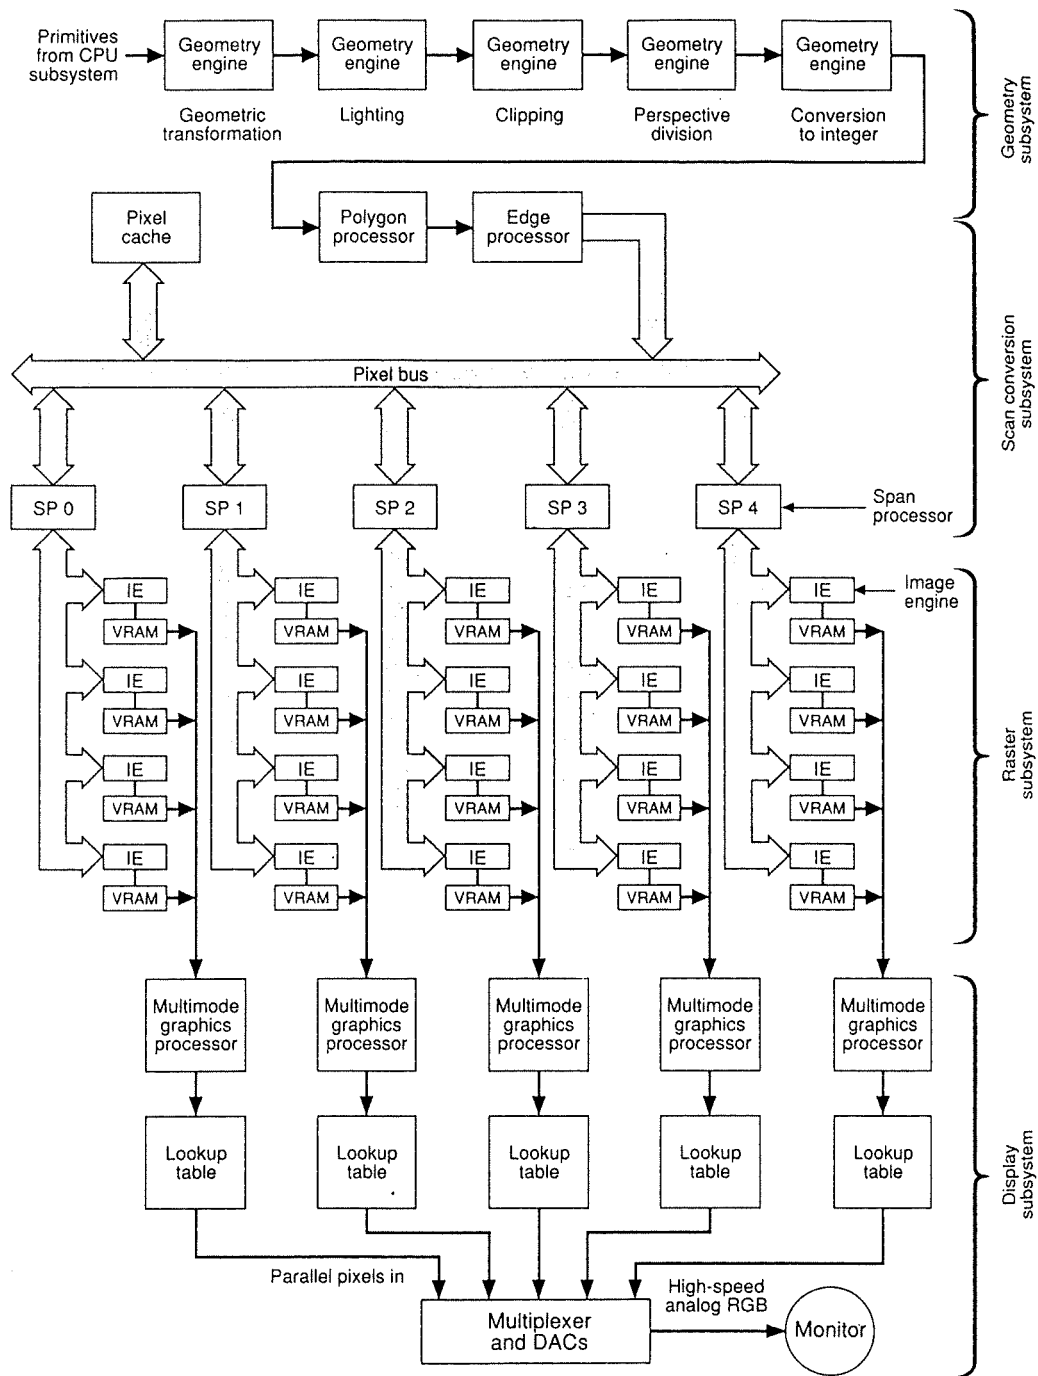 Primitives
from CPU
subsystem
Geometry
engine
Geometry
engine
Geometry
engine
Geometry
engine
Geometry
engine
Geometric
transformation
Lighting
Clipping
Perspective
division
Conversion
to integer
Geometry
subsystem
Pixel
cache
Polygon
processor
Edge
processor
Pixel bus
Scan conversion
subsystem
SP 0
SP 1
SP 2
SP 3
SP 4
Span
processor
IE
IE
IE
IE
IE
Image
engine
VRAM
VRAM
VRAM
VRAM
VRAM
IE
IE
IE
IE
IE
VRAM
VRAM
VRAM
VRAM
VRAM
Raster
subsystem
IE
IE
IE
IE
IE
VRAM
VRAM
VRAM
VRAM
VRAM
IE
IE
IE
IE
IE
VRAM
VRAM
VRAM
VRAM
VRAM
Multimode
graphics
processor
Multimode
graphics
processor
Multimode
graphics
processor
Multimode
graphics
processor
Multimode
graphics
processor
Lookup
table
Lookup
table
Lookup
table
Lookup
table
Lookup
table
Display
subsystem
Parallel pixels in
High-speed
analog RGB
Multiplexer
and DACs
Monitor